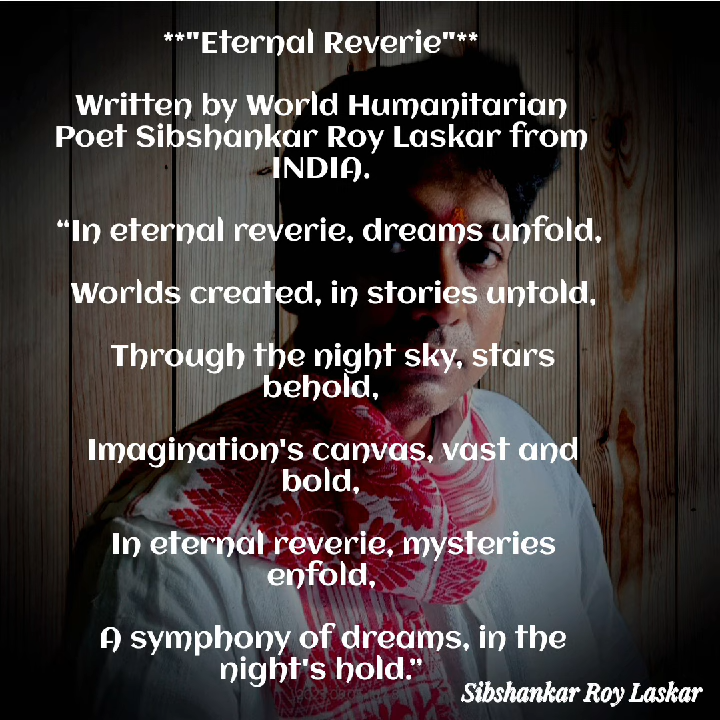 **"Eternal Reverie"**
Written by World Humanitarian
Poet Sibshankar Roy Laskar from
INDIA.
“In eternal reverie, dreams unfold,
Worlds created, in stories untold,
Through the night sky, stars
behold,
Imagination's canvas, vast and
bold,
In eternal reverie, mysteries
enfold,
A symphony of dreams, in the
night's hold.”
Sibshankar Roy Laskar